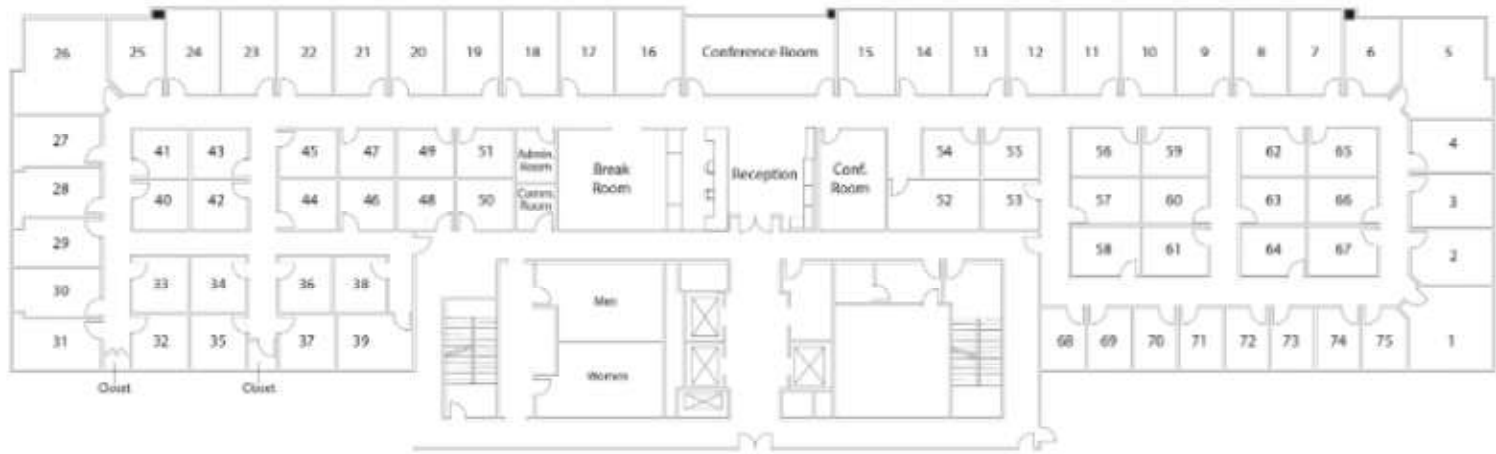 26 25 24 23 22 21 20 19 18 17 16 Conference Room 15 14 13 12 11 10 9 8 7 6 5
27 41 43 45 47 49 51 Admin. Room Break Room Reception Conf. Room 54 55 56 59 62 65 4
28 40 42 44 46 48 50 Comm. Room 52 53 57 60 63 66 3
29 58 61 64 67 2
30 33 34 36 38 Men
31 32 35 37 39 Women 68 69 70 71 72 73 74 75 1
Closet Closet